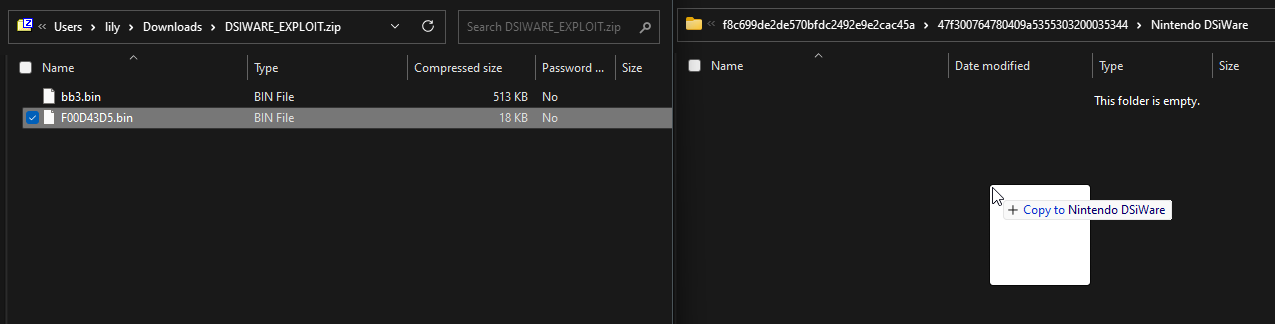 « Users › lily › Downloads › DSIWARE_EXPLOIT.zip
Search DSIWARE_EXPLOIT.zip
Name Type Compressed size Password ... Size
bb3.bin BIN File 513 KB No
F00D43D5.bin BIN File 18 KB No
« f8c699de2de570bfdc2492e9e2cac45a › 47f300764780409a5355303200035344 › Nintendo DSiWare
Name Date modified Type Size
This folder is empty.
+ Copy to Nintendo DSiWare